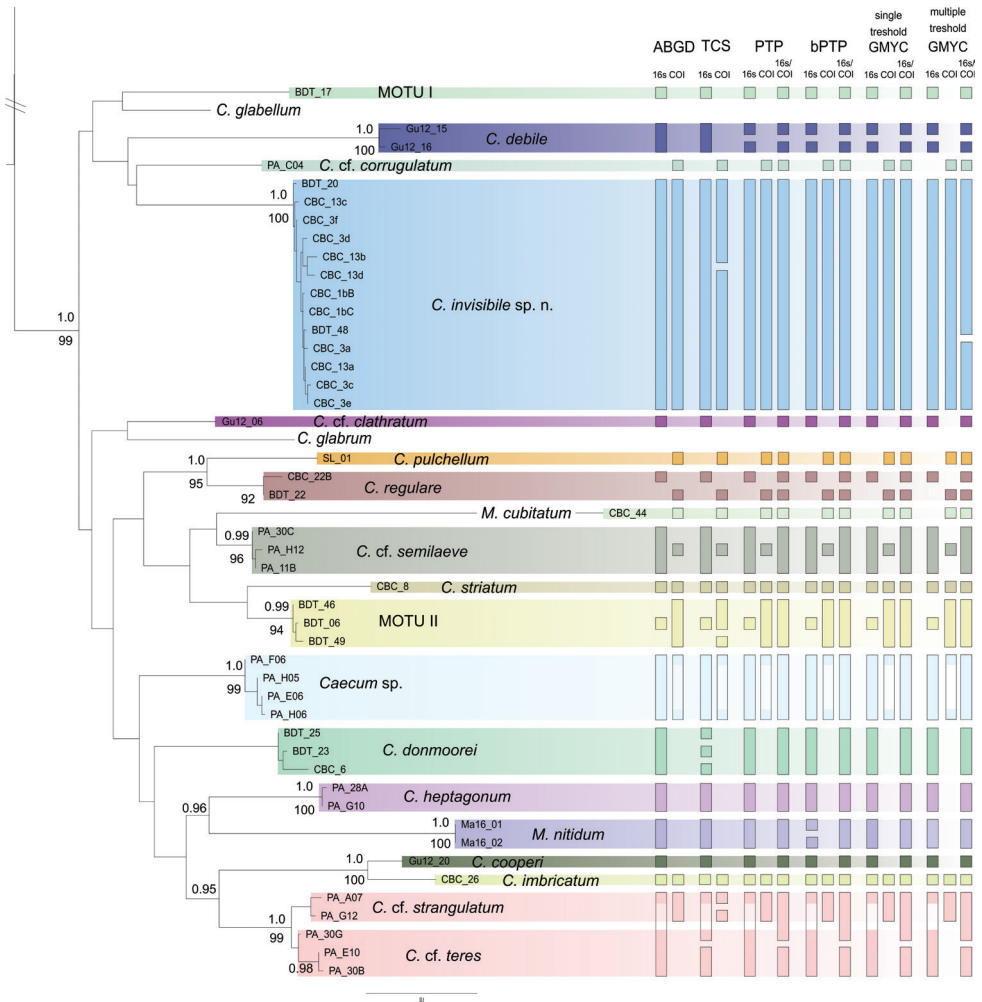 single multiple
treshold treshold
ABGD TCS PTP bPTP GMYC GMYC
16s COI 16s COI 16s COI 16s/COI 16s COI 16s/COI 16s COI 16s/COI 16s COI 16s/COI
BDT_17 MOTU I
C. glabellum
1.0 Gu12_15
C. debile
100 Gu12_16
PA_C04 C. cf. corrugulatum
BDT_20
1.0 CBC_13c
100 CBC_3f
CBC_3d
CBC_13b
CBC_13d
CBC_1bB
C. invisibile sp. n.
CBC_1bC
1.0 BDT_48
99 CBC_3a
CBC_13a
CBC_3c
CBC_3e
Gu12_06 C. cf. clathratum
C. glabrum
1.0 SL_01 C. pulchellum
95 CBC_22B
C. regulare
92 BDT_22
M. cubitatum CBC_44
0.99 PA_30C
96 PA_H12 C. cf. semilaeve
PA_11B
CBC_8 C. striatum
0.99 BDT_46
94 BDT_06 MOTU II
BDT_49
1.0 PA_F06
99 PA_H05 Caecum sp.
PA_E06
PA_H06
BDT_25
BDT_23 C. donmoorei
CBC_6
1.0 PA_28A
C. heptagonum
100 PA_G10
0.96
1.0 Ma16_01
M. nitidum
100 Ma16_02
1.0 Gu12_20 C. cooperi
100 CBC_26 C. imbricatum
0.95
PA_A07
C. cf. strangulatum
1.0 PA_G12
99 PA_30G
PA_E10 C. cf. teres
0.98 PA_30B